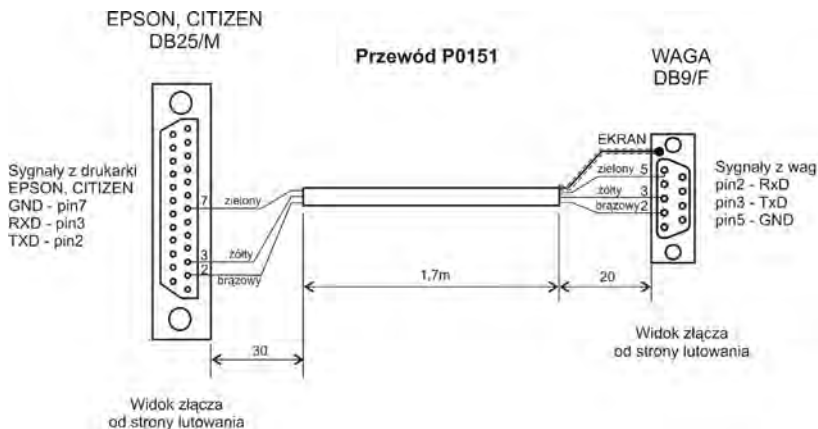 EPSON, CITIZEN
DB25/M
Przewód P0151
WAGA
DB9/F
EKRAN
Sygnały z drukarki
EPSON, CITIZEN
GND - pin7
RXD - pin3
TXD - pin2
7 zielony
3 żółty
2 brązowy
zielony 5
żółty 3
brązowy 2
Sygnały z wag
pin2 - RxD
pin3 - TxD
pin5 - GND
1,7m
20
30
Widok złącza
od strony lutowania
Widok złącza
od strony lutowania